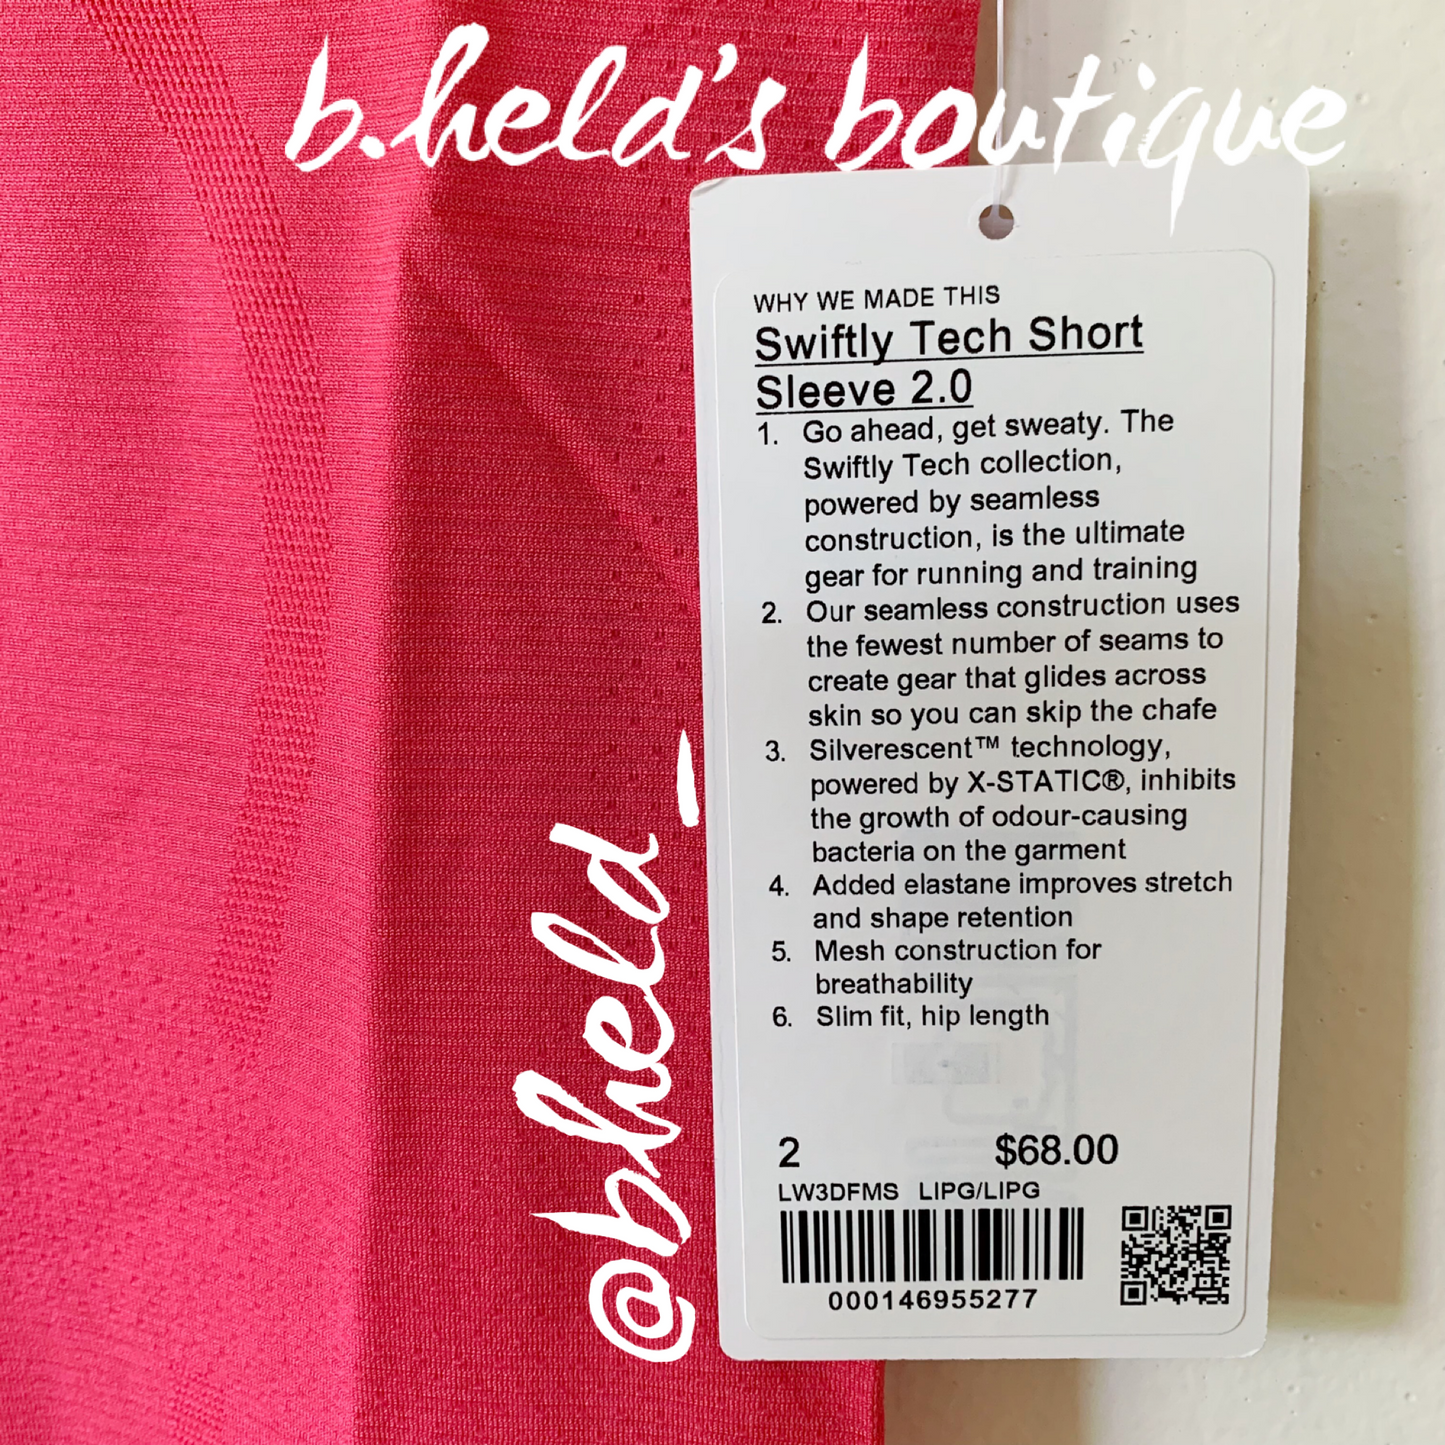 b.held's boutique
WHY WE MADE THIS
Swiftly Tech Short
Sleeve 2.0
1. Go ahead, get sweaty. The
Swiftly Tech collection,
powered by seamless
construction, is the ultimate
gear for running and training
2. Our seamless construction uses
the fewest number of seams to
create gear that glides across
skin so you can skip the chafe
3. Silverescent™ technology,
powered by X-STATIC®, inhibits
the growth of odour-causing
bacteria on the garment
4. Added elastane improves stretch
and shape retention
5. Mesh construction for
breathability
6. Slim fit, hip length
2 $68.00
LW3DFMS LIPG/LIPG
000146955277
@bheld_